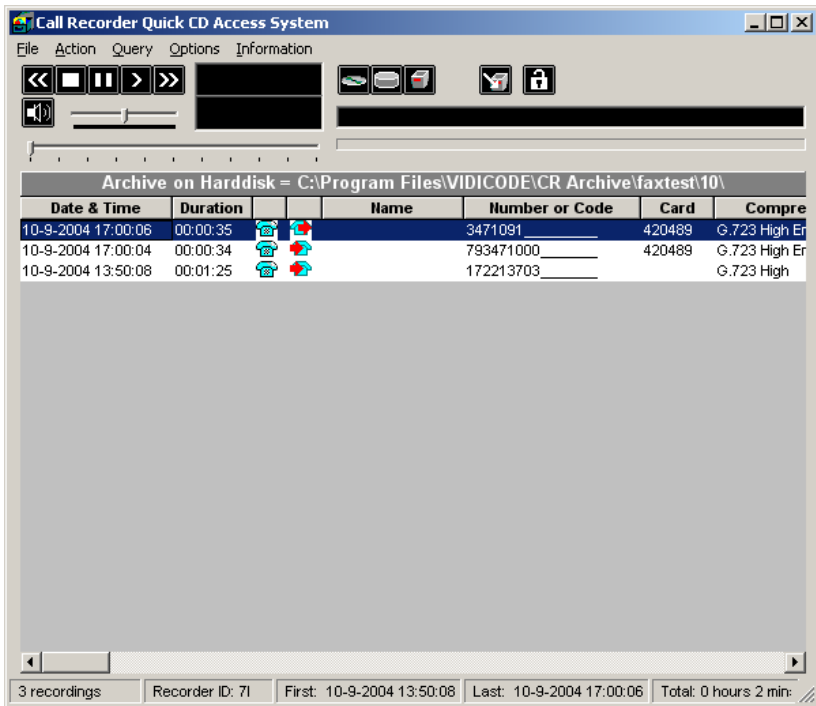 Call Recorder Quick CD Access System
File Action Query Options Information
Archive on Harddisk = C:\Program Files\VIDICODE\CR Archive\faxtest\10\
Date & Time Duration Name Number or Code Card Compre
10-9-2004 17:00:06 00:00:35 3471091________ 420489 G.723 High Er
10-9-2004 17:00:04 00:00:34 793471000______ 420489 G.723 High Er
10-9-2004 13:50:08 00:01:25 172213703______ G.723 High
3 recordings Recorder ID: 7I First: 10-9-2004 13:50:08 Last: 10-9-2004 17:00:06 Total: 0 hours 2 min: